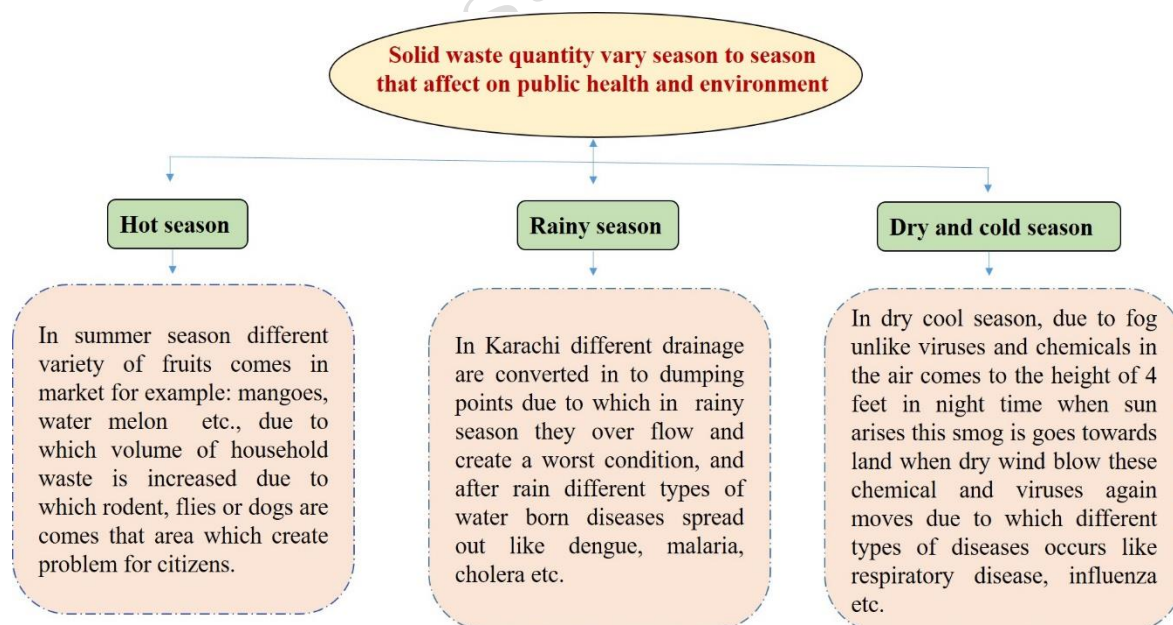 Solid waste quantity vary season to season
that affect on public health and environment
Hot season
Rainy season
Dry and cold season
In summer season different
variety of fruits comes in
market for example: mangoes,
water melon etc., due to
which volume of household
waste is increased due to
which rodent, flies or dogs are
comes that area which create
problem for citizens.
In Karachi different drainage
are converted in to dumping
points due to which in rainy
season they over flow and
create a worst condition, and
after rain different types of
water born diseases spread
out like dengue, malaria,
cholera etc.
In dry cool season, due to fog
unlike viruses and chemicals in
the air comes to the height of 4
feet in night time when sun
arises this smog is goes towards
land when dry wind blow these
chemical and viruses again
moves due to which different
types of diseases occurs like
respiratory disease, influenza
etc.